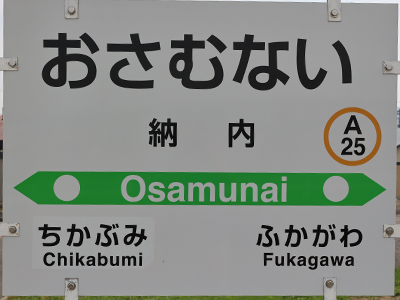 おさむない
納内
A
25
Osamunai
ちかぶみ
Chikabumi
ふかがわ
Fukagawa